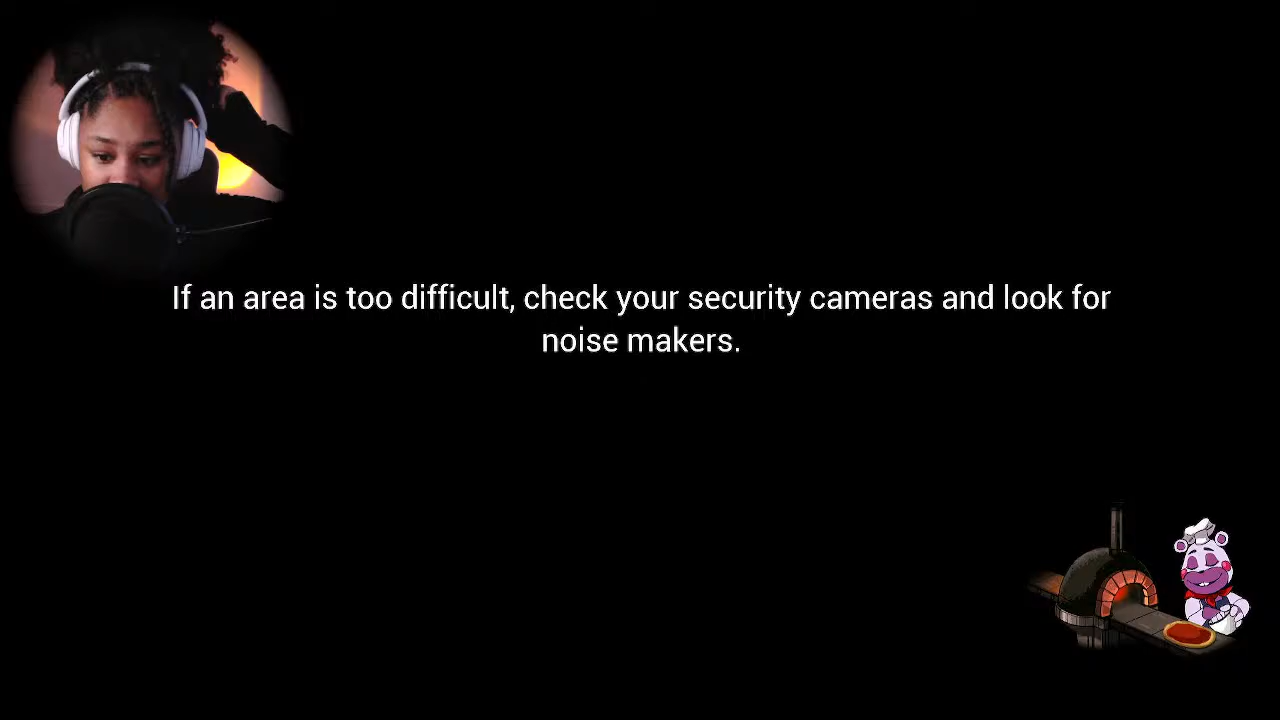 If an area is too difficult, check your security cameras and look for
noise makers.